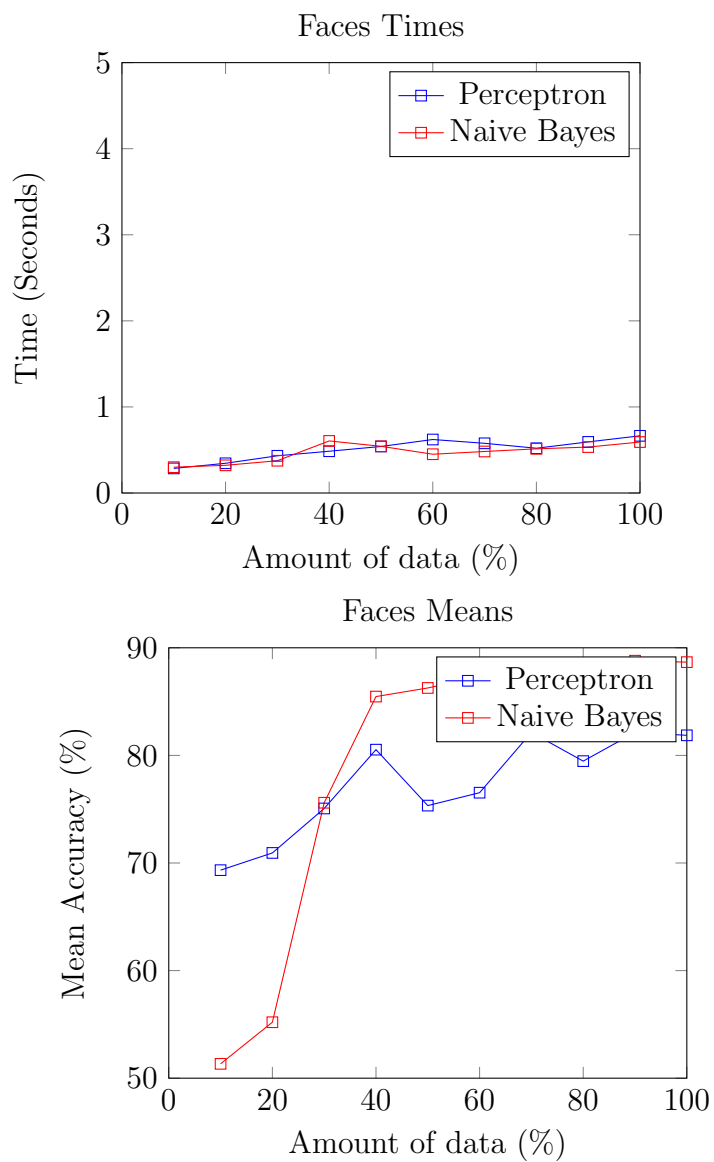 Faces Times
5
4
3
2
1
0
Time (Seconds)
Perceptron
Naive Bayes
0 20 40 60 80 100
Amount of data (%)
Faces Means
90
80
70
60
50
Mean Accuracy (%)
Perceptron
Naive Bayes
0 20 40 60 80 100
Amount of data (%)